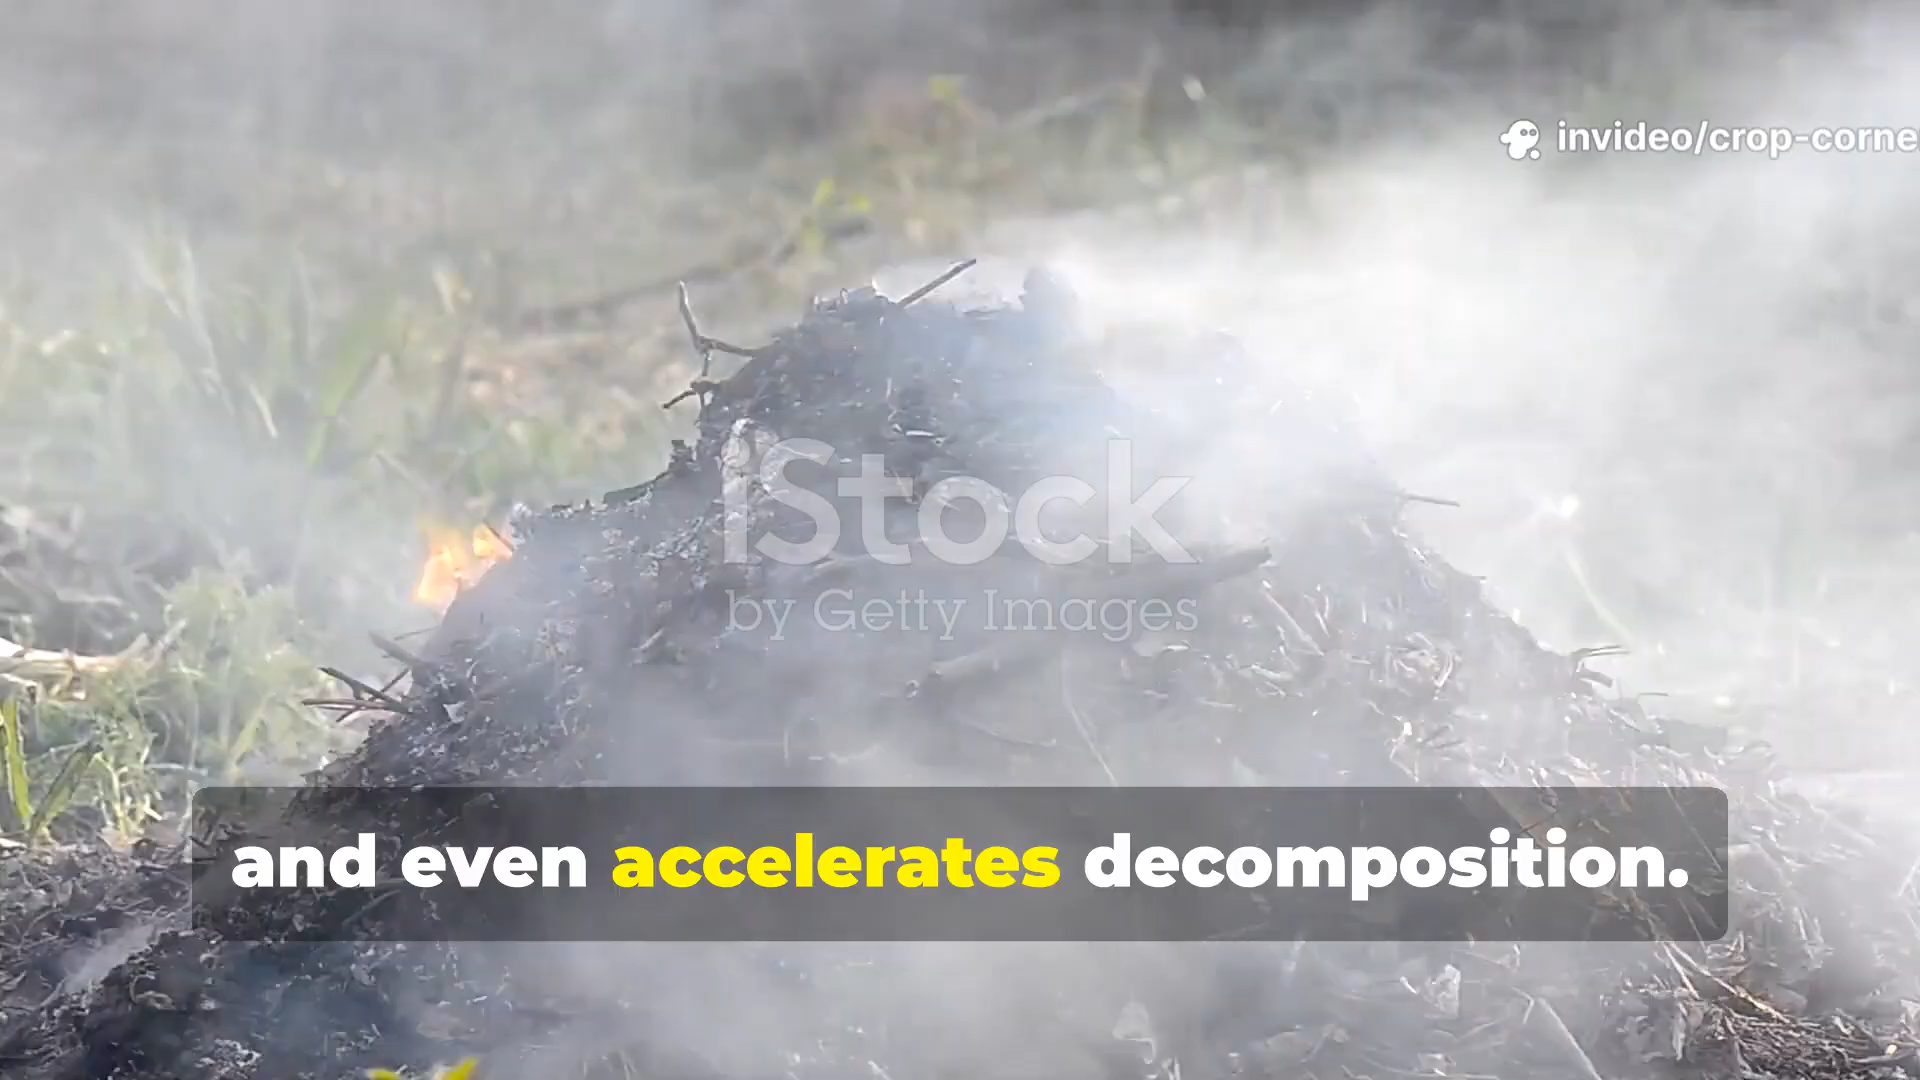 invideo/crop-corne
iStock
by Getty Images
and even accelerates decomposition.